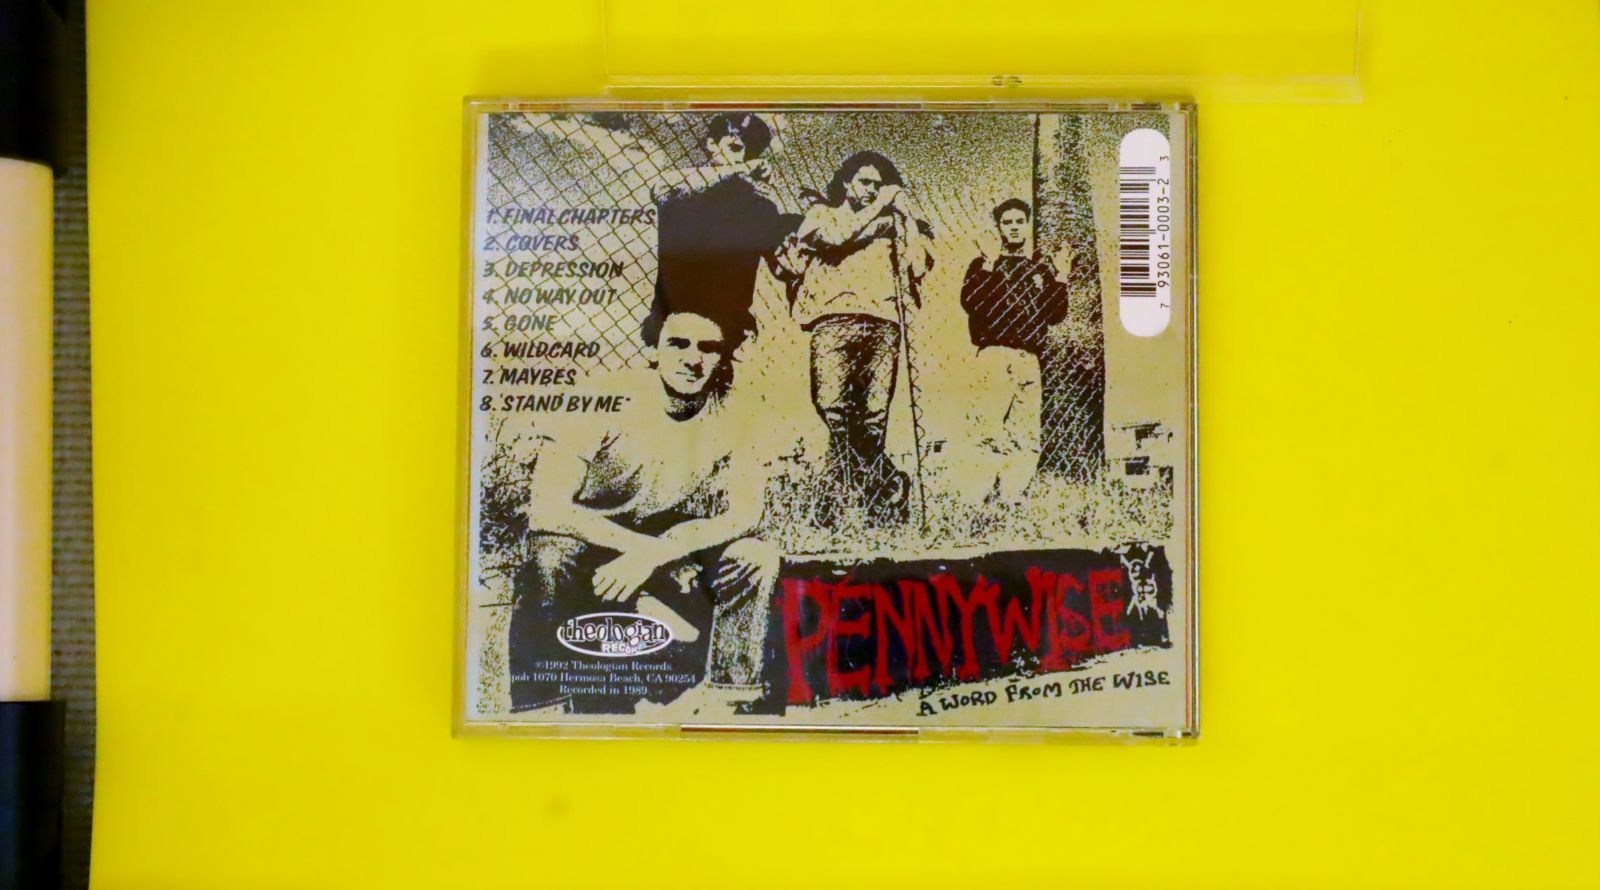 1. FINAL CHAPTERS
2. COVERS
3. DEPRESSION
4. NO WAY OUT
5. GONE
6. WILDCARD
7. MAYBES
8. STAND BY ME
7 93061-0003-2 3
PENNYWISE
A WORD FROM THE WISE
theologian
RECORDS
©1992 Theologian Records
pob 1070 Hermosa Beach, CA 90254
Recorded in 1989